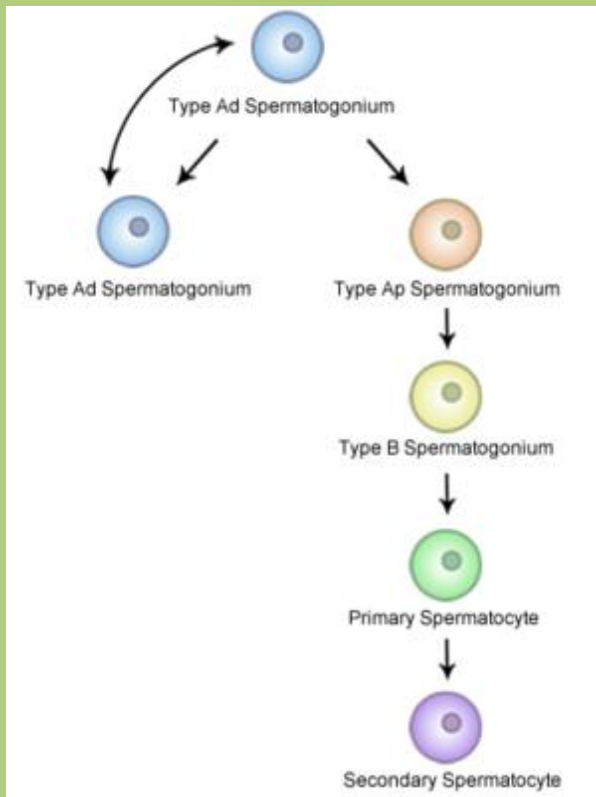 Type Ad Spermatogonium
Type Ad Spermatogonium
Type Ap Spermatogonium
Type B Spermatogonium
Primary Spermatocyte
Secondary Spermatocyte